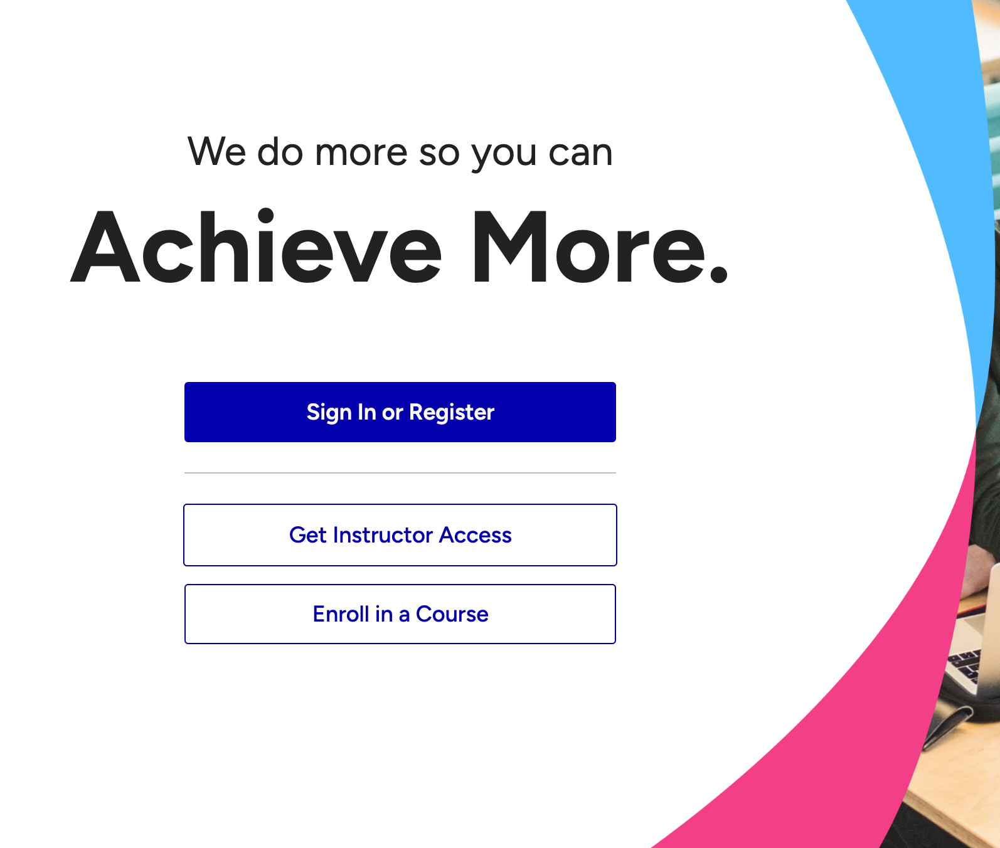 We do more so you can
Achieve More.
Sign In or Register
Get Instructor Access
Enroll in a Course